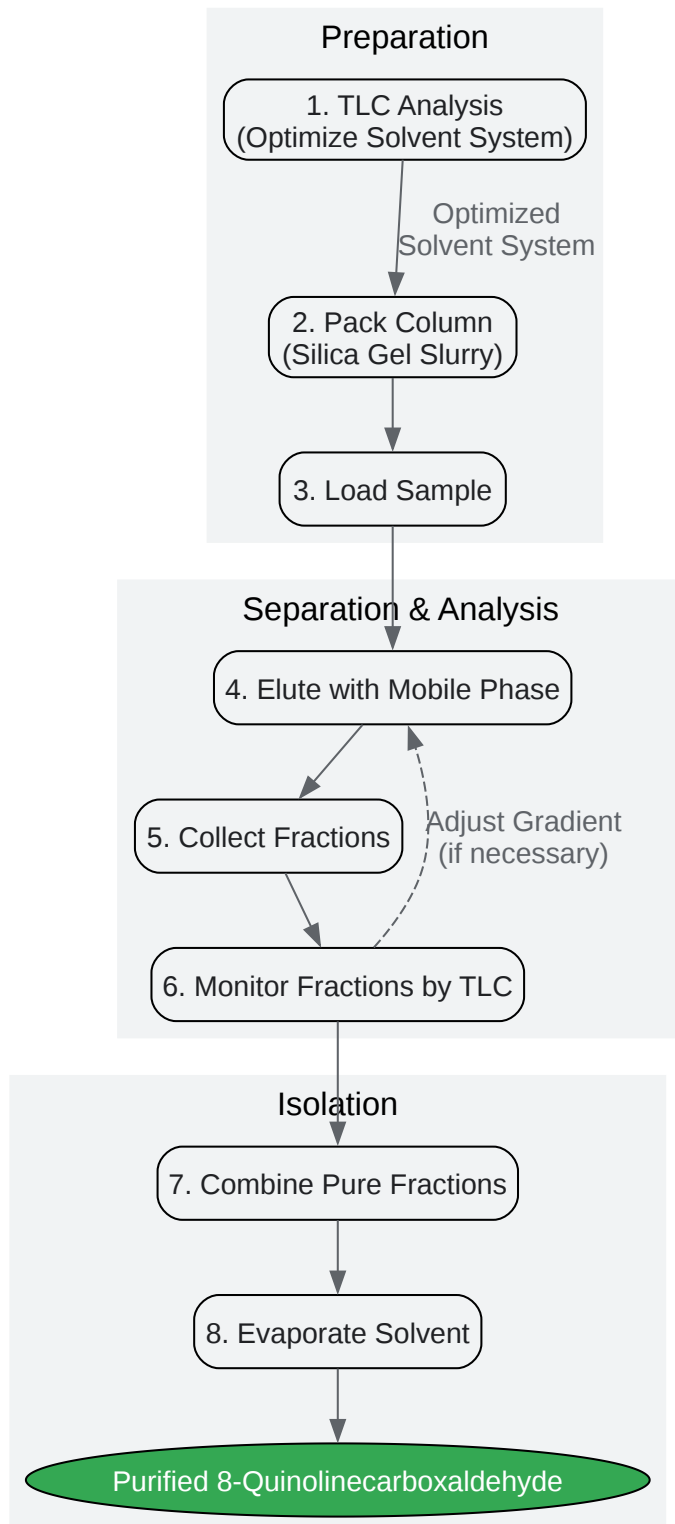 Preparation
1. TLC Analysis
(Optimize Solvent System)
Optimized
Solvent System
2. Pack Column
(Silica Gel Slurry)
3. Load Sample
Separation & Analysis
4. Elute with Mobile Phase
5. Collect Fractions
Adjust Gradient
(if necessary)
6. Monitor Fractions by TLC
Isolation
7. Combine Pure Fractions
8. Evaporate Solvent
Purified 8-Quinolinecarboxaldehyde